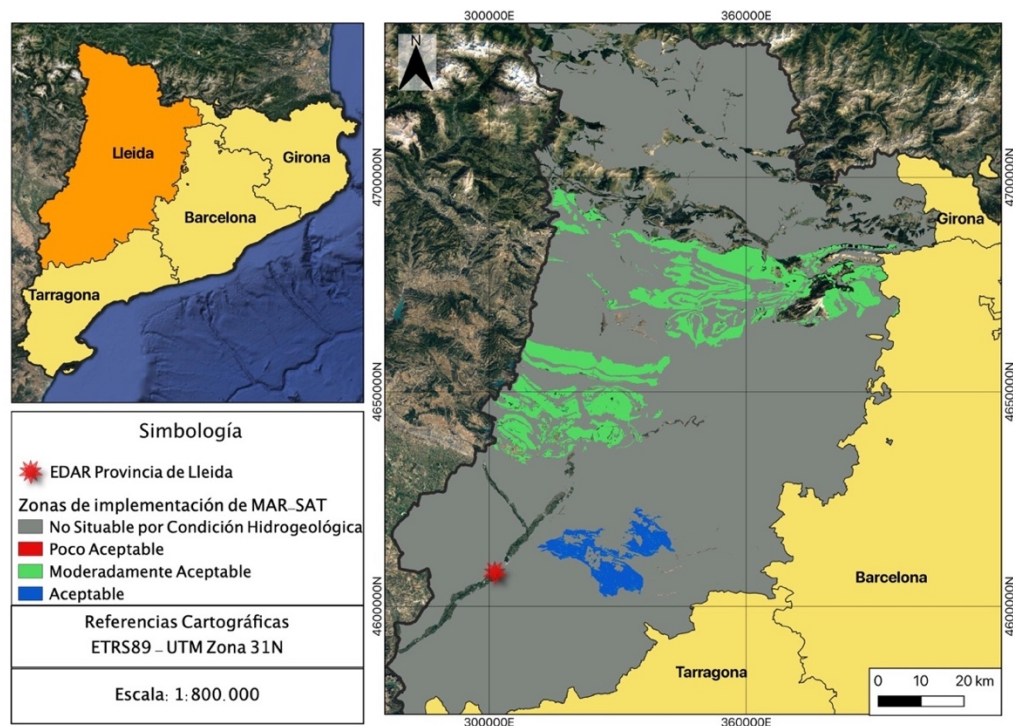 Lleida
Girona
Barcelona
Tarragona
Simbología
EDAR Provincia de Lleida
Zonas de implementación de MAR_SAT
No Situable por Condición Hidrogeológica
Poco Aceptable
Moderadamente Aceptable
Aceptable
Referencias Cartográficas
ETRS89 – UTM Zona 31N
Escala: 1:800.000
300000E
360000E
N
4700000N
4700000N
Girona
4650000N
4650000N
Barcelona
4600000N
4600000N
Tarragona
0 10 20 km
300000E
360000E